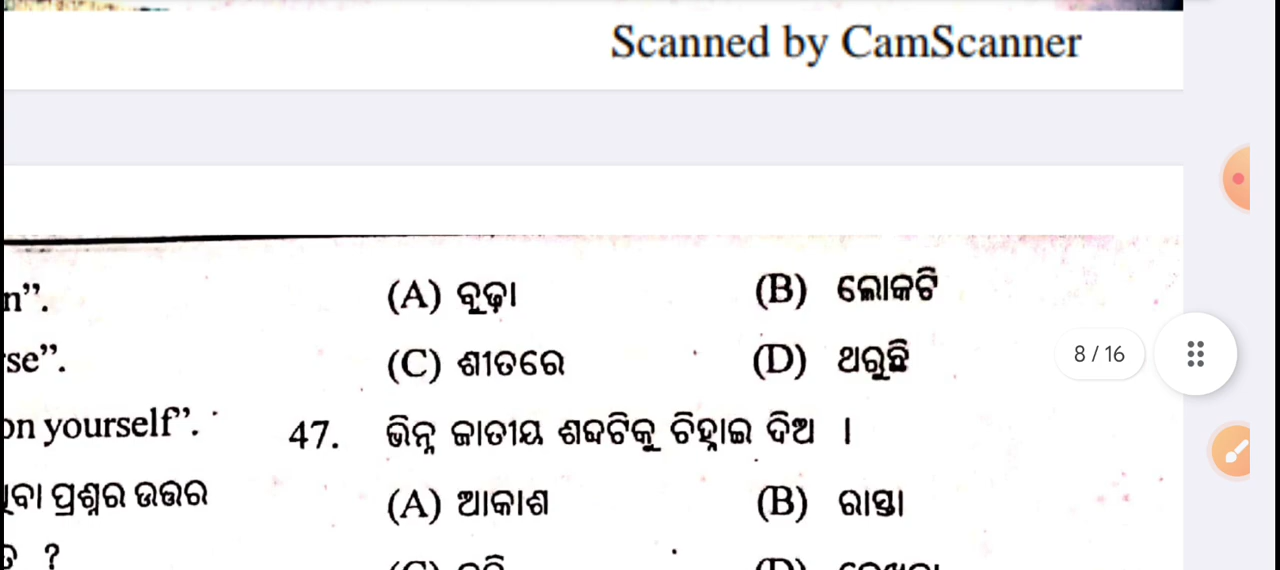 Scanned by CamScanner
n”.
(A) ବୂଢ଼ା (B) ଲୋକଟି
se”.
(C) ଶୀତରେ (D) ଥରୁଛି
8 / 16
on yourself”.
47. ଭିନ୍ନ ଜାତୀୟ ଶବ୍ଦଟିକୁ ଚିହ୍ନାଇ ଦିଅ ।
ପ୍ରଶ୍ନର ଉତ୍ତର
(A) ଆକାଶ (B) ରାସ୍ତା
?